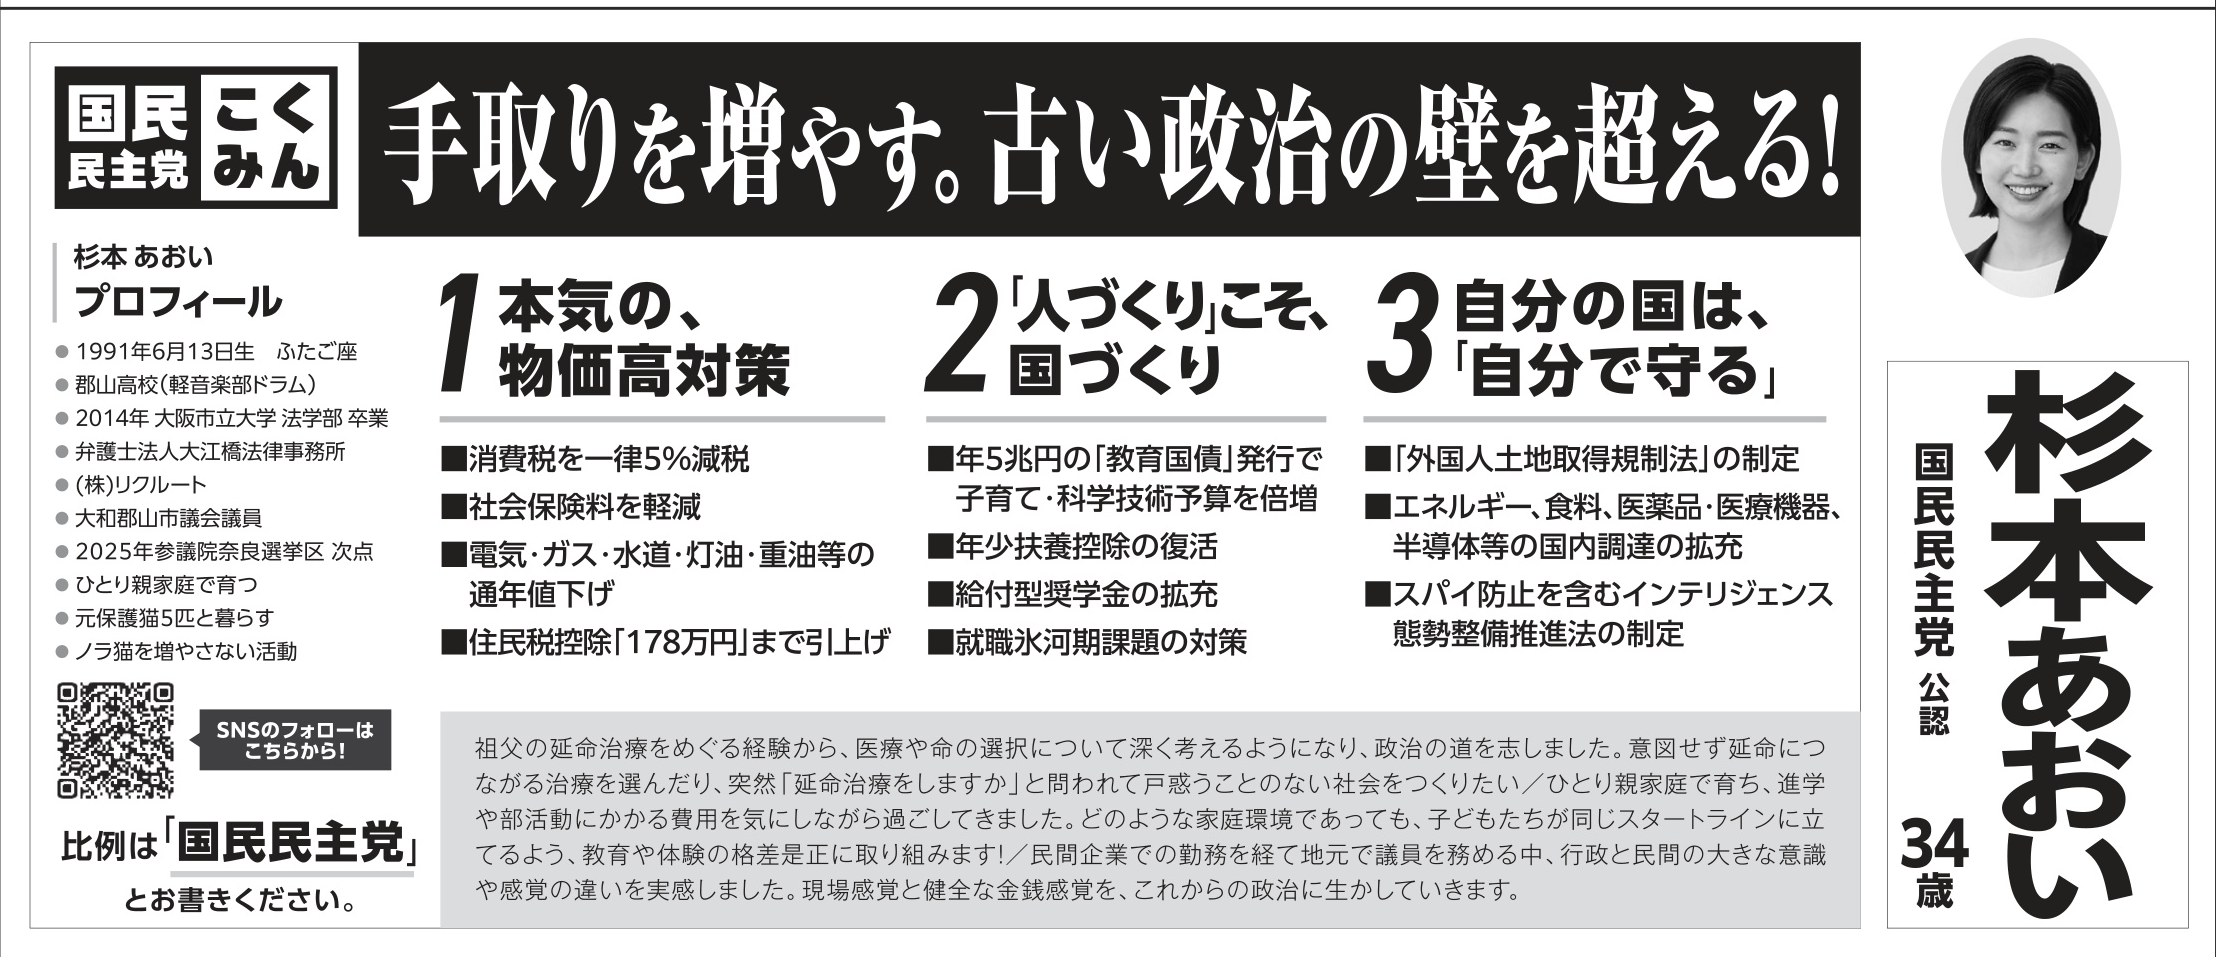 国民
民主党
こく
みん
手取りを増やす。古い政治の壁を超える!
杉本 あおい
プロフィール
● 1991年6月13日生　ふたご座
● 郡山高校(軽音楽部ドラム)
● 2014年 大阪市立大学 法学部 卒業
● 弁護士法人大江橋法律事務所
● (株)リクルート
● 大和郡山市議会議員
● 2025年参議院奈良選挙区 次点
● ひとり親家庭で育つ
● 元保護猫5匹と暮らす
● ノラ猫を増やさない活動
SNSのフォローは
こちらから!
比例は「国民民主党」
とお書きください。
1 本気の、
物価高対策
■消費税を一律5%減税
■社会保険料を軽減
■電気・ガス・水道・灯油・重油等の
通年値下げ
■住民税控除「178万円」まで引上げ
2 「人づくり」こそ、
国づくり
■年5兆円の「教育国債」発行で
子育て・科学技術予算を倍増
■年少扶養控除の復活
■給付型奨学金の拡充
■就職氷河期課題の対策
3 自分の国は、
「自分で守る」
■「外国人土地取得規制法」の制定
■エネルギー、食料、医薬品・医療機器、
半導体等の国内調達の拡充
■スパイ防止を含むインテリジェンス
態勢整備推進法の制定
祖父の延命治療をめぐる経験から、医療や命の選択について深く考えるようになり、政治の道を志しました。意図せず延命につ
ながる治療を選んだり、突然「延命治療をしますか」と問われて戸惑うことのない社会をつくりたい／ひとり親家庭で育ち、進学
や部活動にかかる費用を気にしながら過ごしてきました。どのような家庭環境であっても、子どもたちが同じスタートラインに立
てるよう、教育や体験の格差是正に取り組みます!／民間企業での勤務を経て地元で議員を務める中、行政と民間の大きな意識
や感覚の違いを実感しました。現場感覚と健全な金銭感覚を、これからの政治に生かしていきます。
杉本あおい
国民民主党 公認
34歳